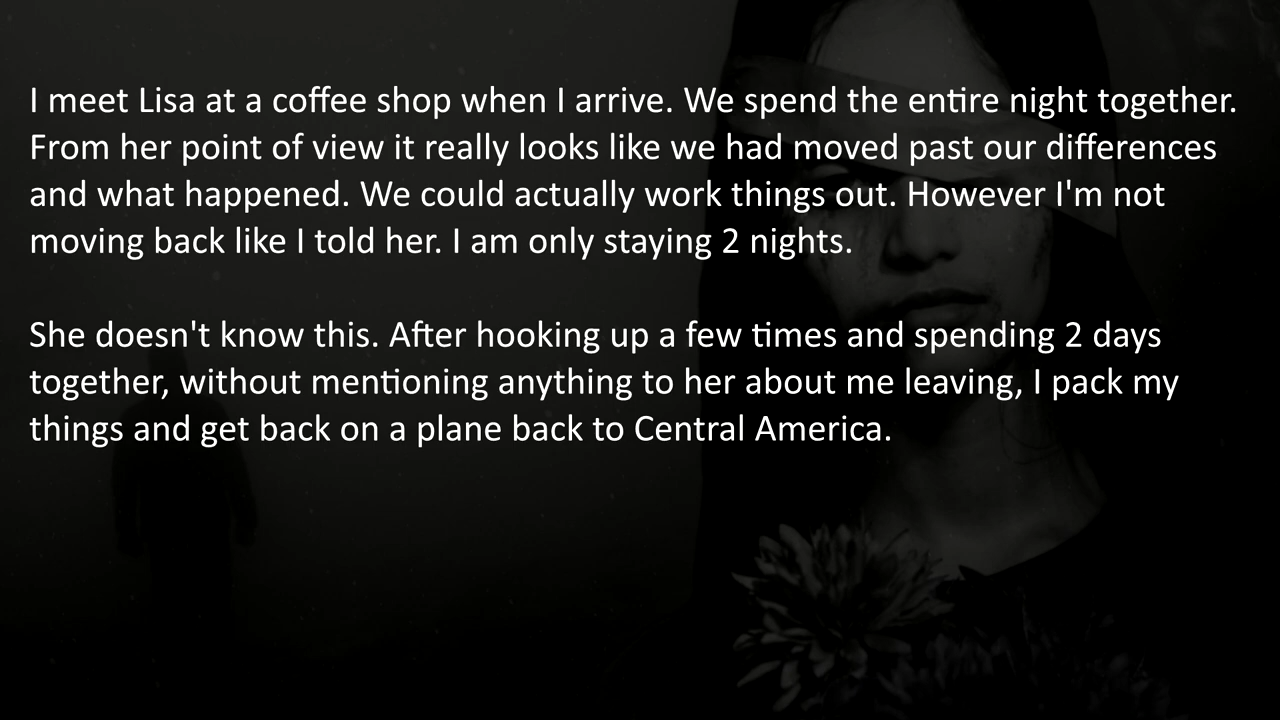 I meet Lisa at a coffee shop when I arrive. We spend the entire night together.
From her point of view it really looks like we had moved past our differences
and what happened. We could actually work things out. However I'm not
moving back like I told her. I am only staying 2 nights.
She doesn't know this. After hooking up a few times and spending 2 days
together, without mentioning anything to her about me leaving, I pack my
things and get back on a plane back to Central America.